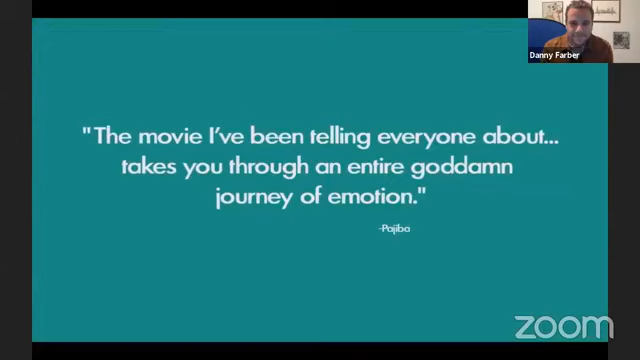 Danny Farber
"The movie I've been telling everyone about...
takes you through an entire goddamn
journey of emotion."
-Pajiba
zoom